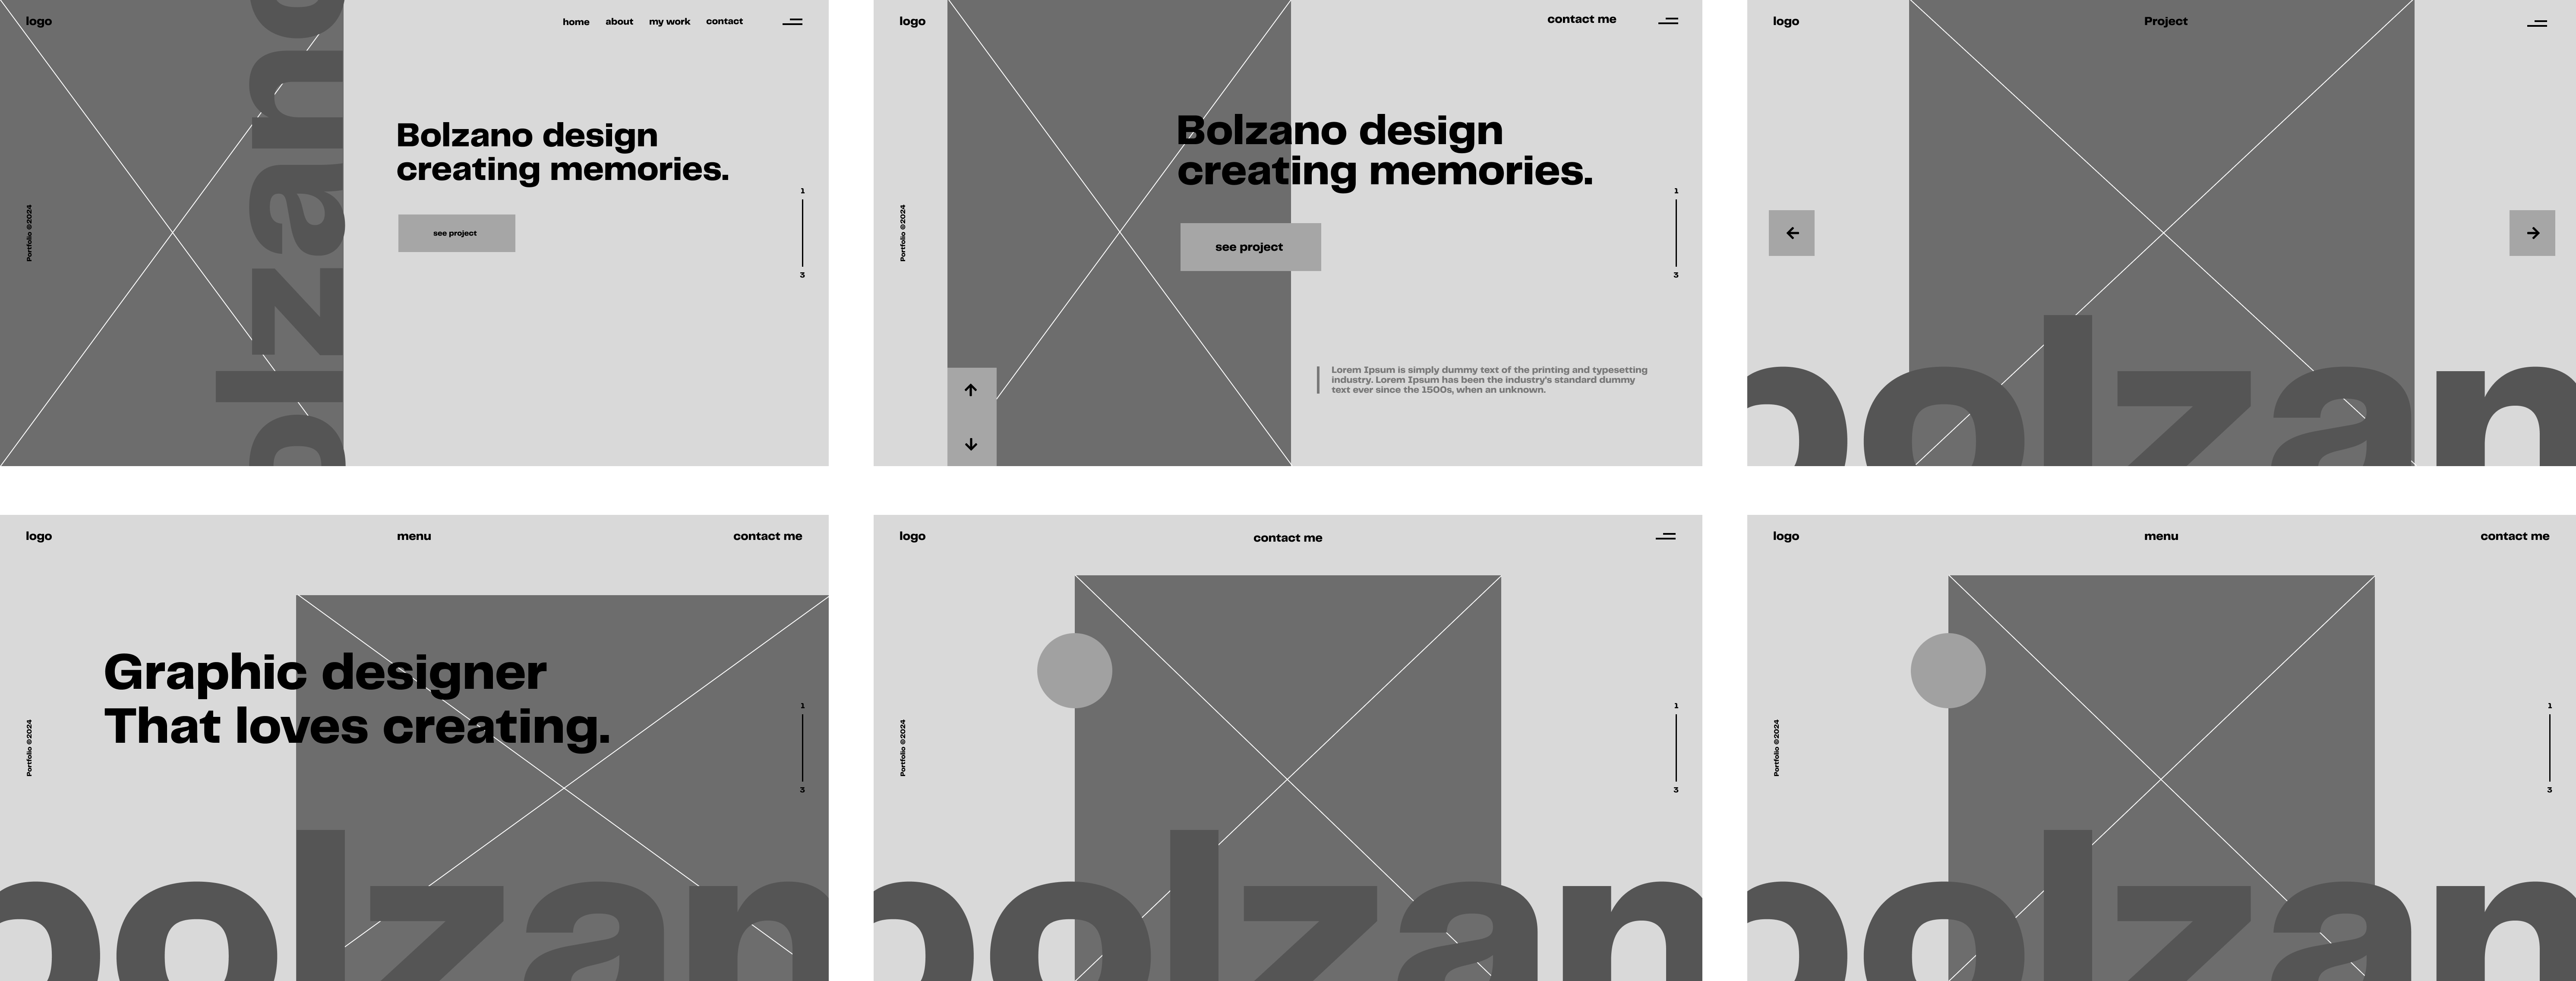 logo
home about my work contact
olzano
Bolzano design
creating memories.
see project
Portfolio ©2024
1
3
logo
contact me
Bolzano design
creating memories.
see project
Portfolio ©2024
1
3
Lorem Ipsum is simply dummy text of the printing and typesetting
industry. Lorem Ipsum has been the industry's standard dummy
text ever since the 1500s, when an unknown.
logo
Project
bolzan
logo
menu
contact me
Graphic designer
That loves creating.
Portfolio ©2024
1
3
bolzan
logo
contact me
Portfolio ©2024
1
3
bolzan
logo
menu
contact me
Portfolio ©2024
1
3
bolzan